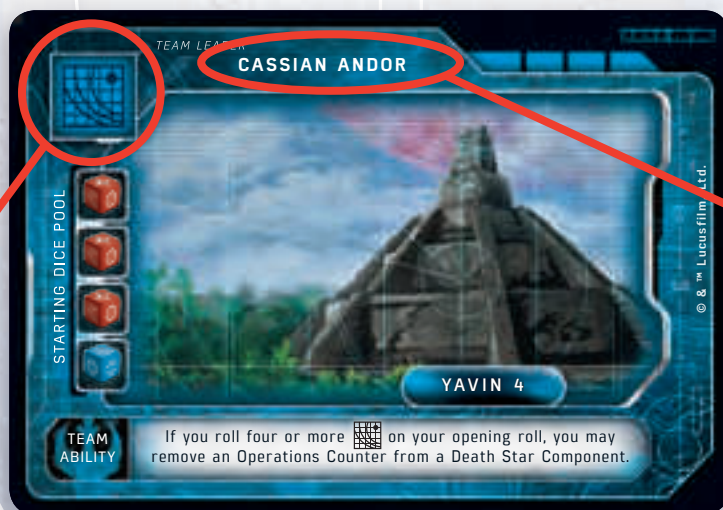 TEAM LEADER
CASSIAN ANDOR
STARTING DICE POOL
© & ™ Lucusfilm Ltd.
YAVIN 4
TEAM
ABILITY
If you roll four or more on your opening roll, you may
remove an Operations Counter from a Death Star Component.